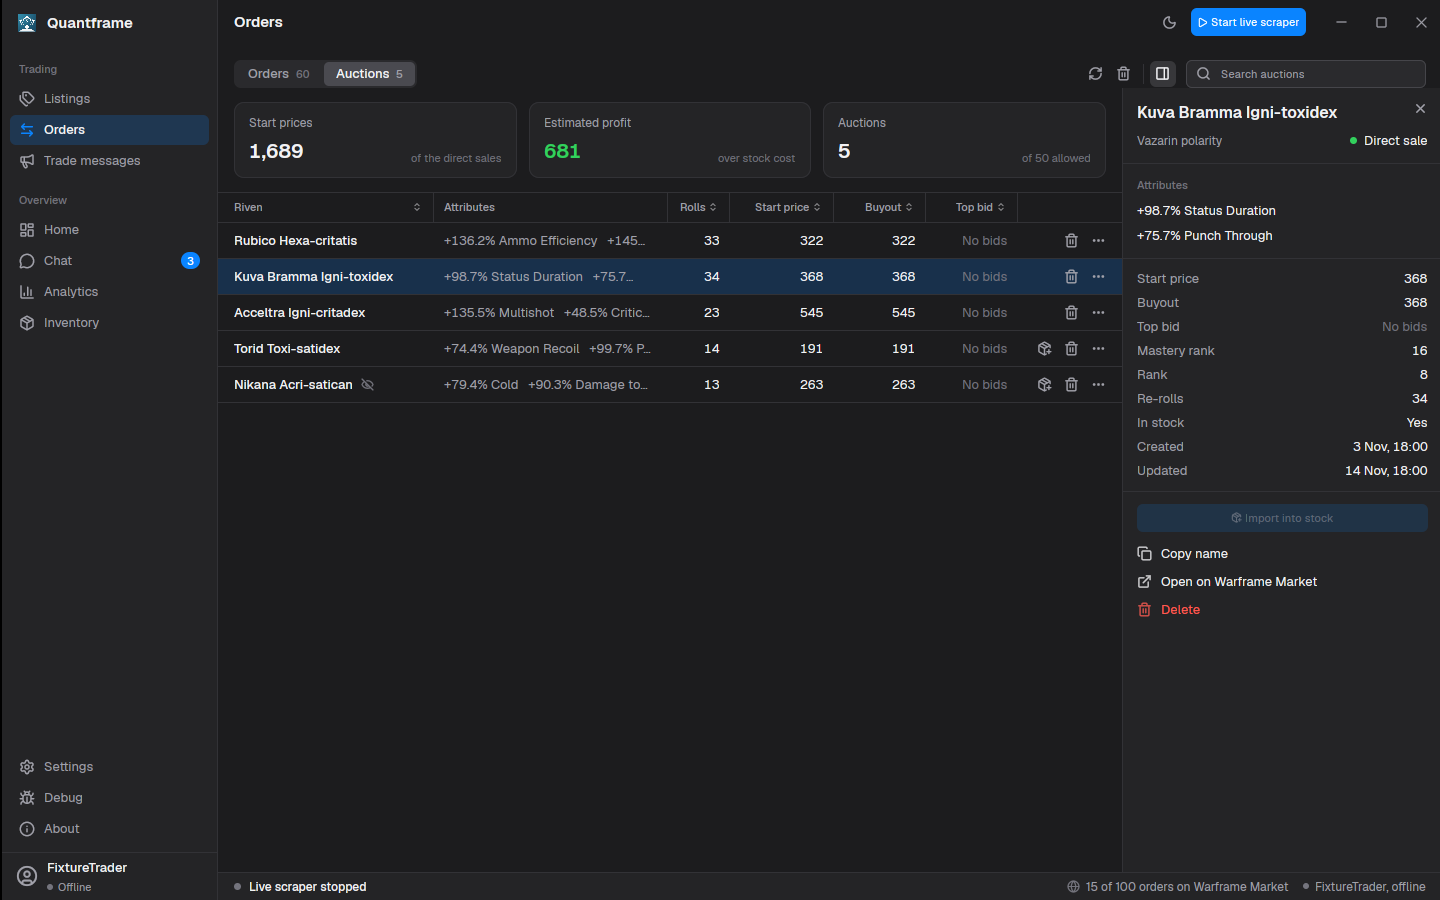 Quantframe
Orders
Start live scraper
Trading
Listings
Orders
Trade messages
Overview
Home
Chat 3
Analytics
Inventory
Settings
Debug
About
FixtureTrader
Offline
Orders 60 Auctions 5
Search auctions
Start prices
1,689 of the direct sales
Estimated profit
681 over stock cost
Auctions
5 of 50 allowed
Riven Attributes Rolls Start price Buyout Top bid
Rubico Hexa-critatis +136.2% Ammo Efficiency +145... 33 322 322 No bids
Kuva Bramma Igni-toxidex +98.7% Status Duration +75.7... 34 368 368 No bids
Acceltra Igni-critadex +135.5% Multishot +48.5% Critic... 23 545 545 No bids
Torid Toxi-satidex +74.4% Weapon Recoil +99.7% P... 14 191 191 No bids
Nikana Acri-satican +79.4% Cold +90.3% Damage to... 13 263 263 No bids
Kuva Bramma Igni-toxidex
Vazarin polarity Direct sale
Attributes
+98.7% Status Duration
+75.7% Punch Through
Start price 368
Buyout 368
Top bid No bids
Mastery rank 16
Rank 8
Re-rolls 34
In stock Yes
Created 3 Nov, 18:00
Updated 14 Nov, 18:00
Import into stock
Copy name
Open on Warframe Market
Delete
Live scraper stopped
15 of 100 orders on Warframe Market
FixtureTrader, offline